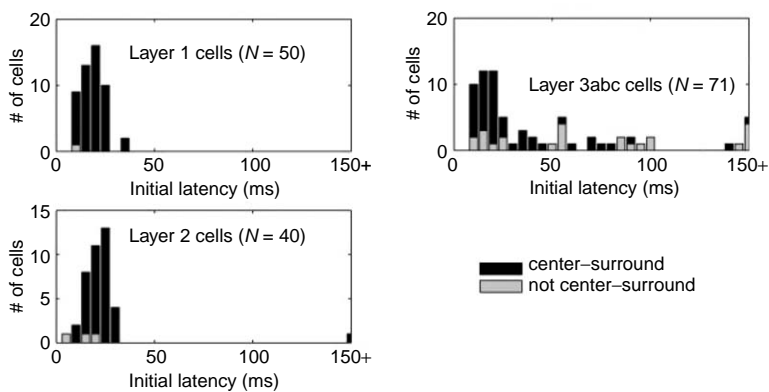 20
10
0
# of cells
Layer 1 cells (N = 50)
0 50 100 150+
Initial latency (ms)
20
10
0
# of cells
Layer 3abc cells (N = 71)
0 50 100 150+
Initial latency (ms)
15
10
5
0
# of cells
Layer 2 cells (N = 40)
0 50 100 150+
Initial latency (ms)
center–surround
not center–surround